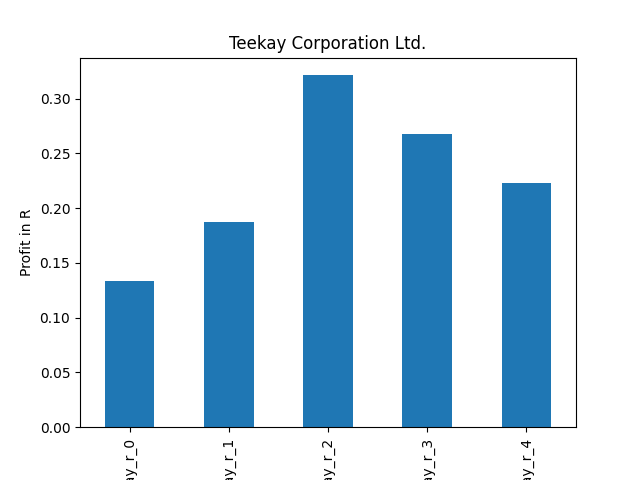 Teekay Corporation Ltd.
Profit in R
0.30
0.25
0.20
0.15
0.10
0.05
0.00
ay_r_0
ay_r_1
ay_r_2
ay_r_3
ay_r_4